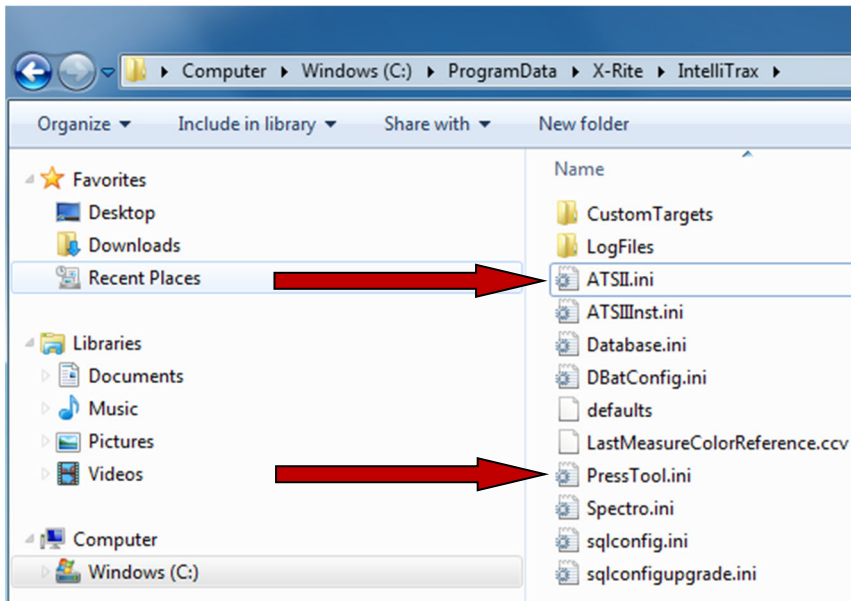 Computer ▸ Windows (C:) ▸ ProgramData ▸ X-Rite ▸ IntelliTrax ▸
Organize ▾ Include in library ▾ Share with ▾ New folder
Favorites
Desktop
Downloads
Recent Places
Libraries
Documents
Music
Pictures
Videos
Computer
Windows (C:)
Name
CustomTargets
LogFiles
ATSII.ini
ATSIIInst.ini
Database.ini
DBatConfig.ini
defaults
LastMeasureColorReference.ccv
PressTool.ini
Spectro.ini
sqlconfig.ini
sqlconfigupgrade.ini